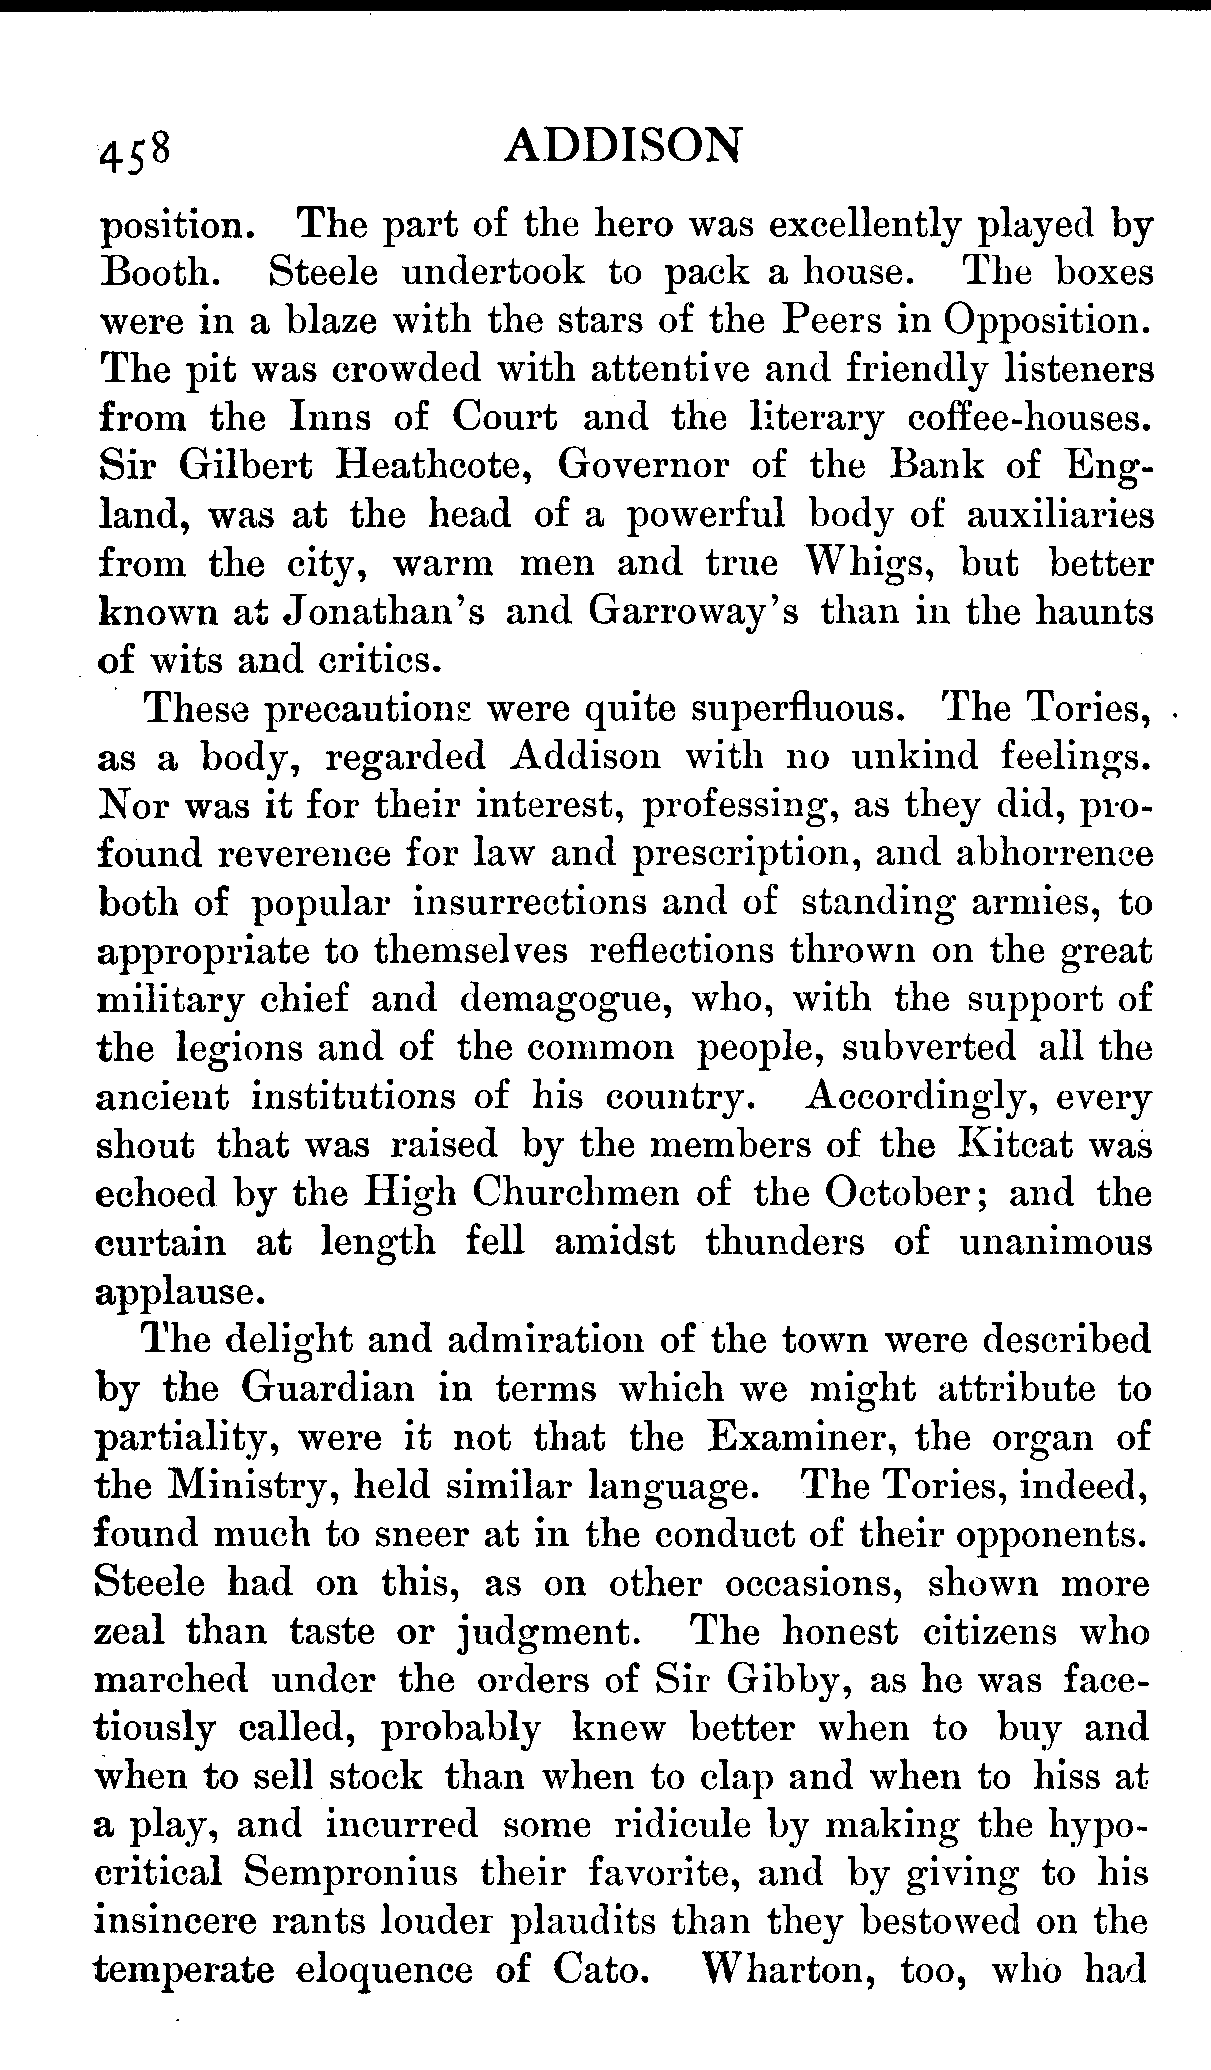 458 ADDISON
position. The part of the hero was excellently played by
Booth. Steele undertook to pack a house. The boxes
were in a blaze with the stars of the Peers in Opposition.
The pit was crowded with attentive and friendly listeners
from the Inns of Court and the literary coffee-houses.
Sir Gilbert Heathcote, Governor of the Bank of Eng-
land, was at the head of a powerful body of auxiliaries
from the city, warm men and true Whigs, but better
known at Jonathan's and Garroway's than in the haunts
of wits and critics.
These precautions were quite superfluous. The Tories,
as a body, regarded Addison with no unkind feelings.
Nor was it for their interest, professing, as they did, pro-
found reverence for law and prescription, and abhorrence
both of popular insurrections and of standing armies, to
appropriate to themselves reflections thrown on the great
military chief and demagogue, who, with the support of
the legions and of the common people, subverted all the
ancient institutions of his country. Accordingly, every
shout that was raised by the members of the Kitcat was
echoed by the High Churchmen of the October; and the
curtain at length fell amidst thunders of unanimous
applause.
The delight and admiration of the town were described
by the Guardian in terms which we might attribute to
partiality, were it not that the Examiner, the organ of
the Ministry, held similar language. The Tories, indeed,
found much to sneer at in the conduct of their opponents.
Steele had on this, as on other occasions, shown more
zeal than taste or judgment. The honest citizens who
marched under the orders of Sir Gibby, as he was face-
tiously called, probably knew better when to buy and
when to sell stock than when to clap and when to hiss at
a play, and incurred some ridicule by making the hypo-
critical Sempronius their favorite, and by giving to his
insincere rants louder plaudits than they bestowed on the
temperate eloquence of Cato. Wharton, too, who had